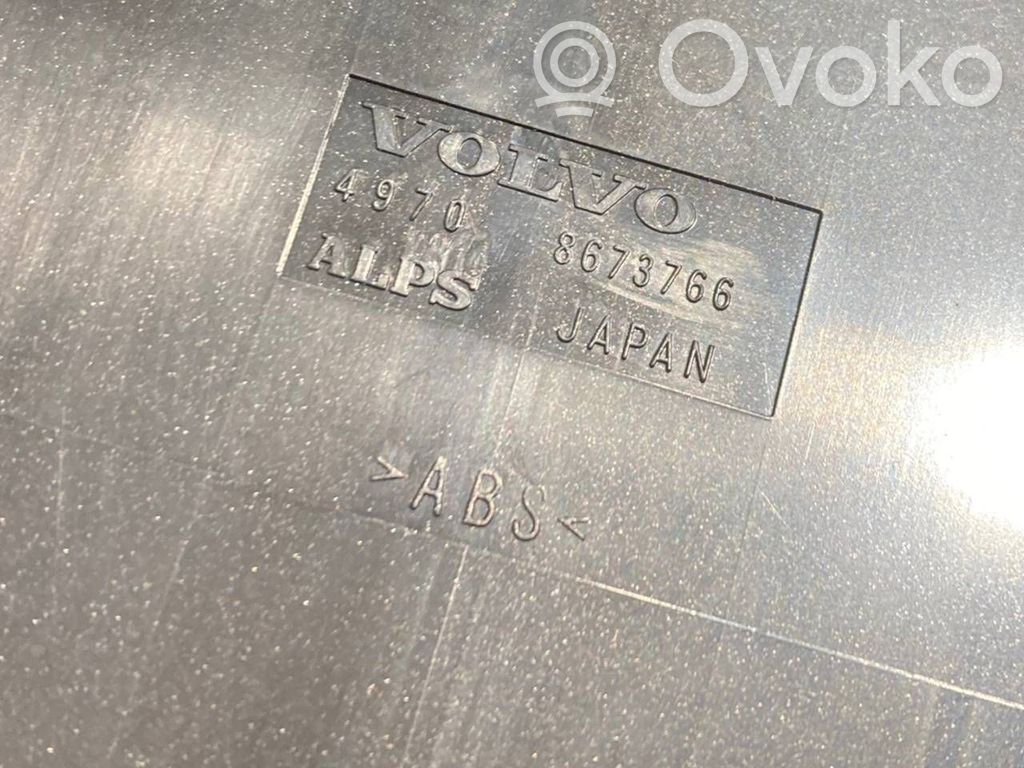 Ovoko
VOLVO
4970 8673766
ALPS JAPAN
>ABS<